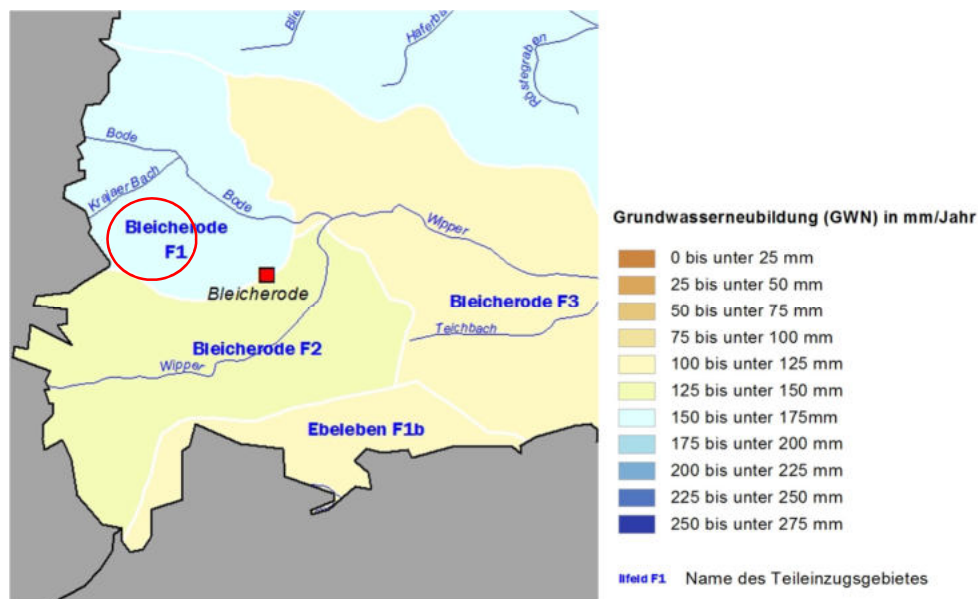 Blie
Haferba
Röstegraben
Bode
Krajaer Bach
Bode
Bleicherode
F1
Wipper
Bleicherode
Bleicherode F3
Teichbach
Bleicherode F2
Wipper
Ebeleben F1b
Grundwasserneubildung (GWN) in mm/Jahr
0 bis unter 25 mm
25 bis unter 50 mm
50 bis unter 75 mm
75 bis unter 100 mm
100 bis unter 125 mm
125 bis unter 150 mm
150 bis unter 175mm
175 bis unter 200 mm
200 bis unter 225 mm
225 bis unter 250 mm
250 bis unter 275 mm
Ilfeld F1 Name des Teileinzugsgebietes